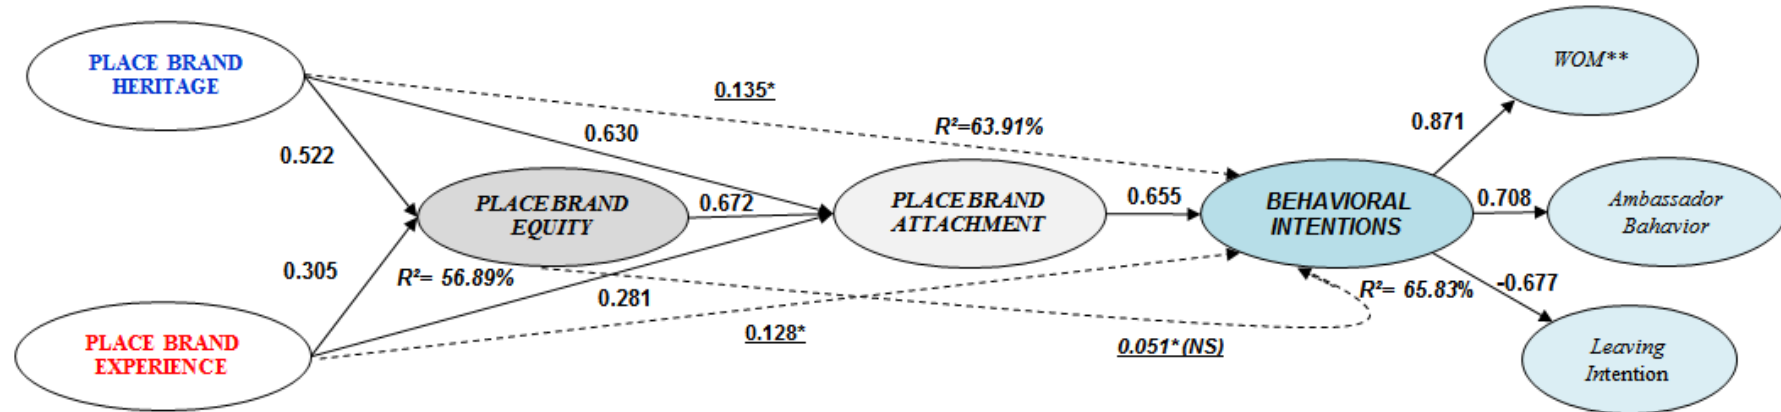 PLACE BRAND
HERITAGE
0.135*
0.630
R²=63.91%
WOM**
0.871
0.522
PLACE BRAND
EQUITY
0.672
PLACE BRAND
ATTACHMENT
0.655
BEHAVIORAL
INTENTIONS
0.708
Ambassador
Bahavior
0.305
R²= 56.89%
0.281
R²= 65.83%
-0.677
PLACE BRAND
EXPERIENCE
0.128*
0.051* (NS)
Leaving
Intention